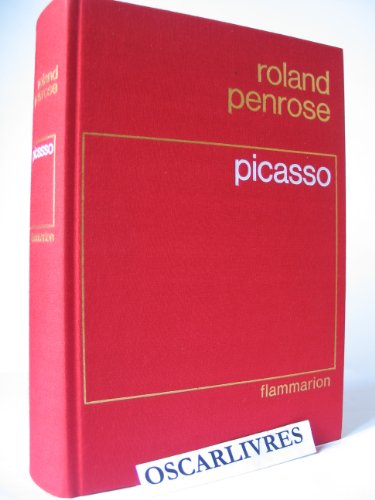 roland
penrose
picasso
flammarion
roland
penrose
picasso
flammarion
OSCARLIVRES